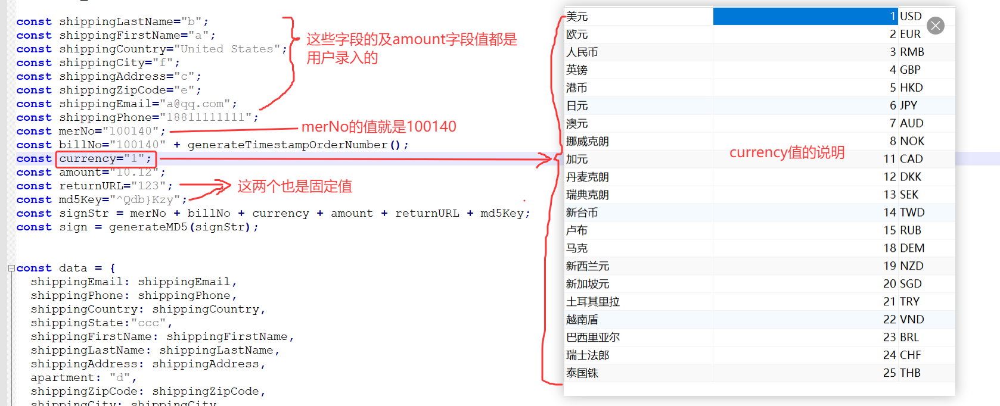 const shippingLastName="b";
const shippingFirstName="a";
const shippingCountry="United States";
const shippingCity="f";
const shippingAddress="c";
const shippingZipCode="e";
const shippingEmail="a@qq.com";
const shippingPhone="18811111111";
const merNo="100140";
const billNo="100140" + generateTimestampOrderNumber();
const currency="1";
const amount="10.12";
const returnURL="123";
const md5Key="^Qdb}Kzy";
const signStr = merNo + billNo + currency + amount + returnURL + md5Key;
const sign = generateMD5(signStr);
const data = {
shippingEmail: shippingEmail,
shippingPhone: shippingPhone,
shippingCountry: shippingCountry,
shippingState:"ccc",
shippingFirstName: shippingFirstName,
shippingLastName: shippingLastName,
shippingAddress: shippingAddress,
apartment: "d",
shippingZipCode: shippingZipCode,
shippingCity: shippingCity
这些字段的及amount字段值都是
用户录入的
merNo的值就是100140
这两个也是固定值
美元 1 USD
欧元 2 EUR
人民币 3 RMB
英镑 4 GBP
港币 5 HKD
日元 6 JPY
澳元 7 AUD
挪威克朗 8 NOK
加元 11 CAD
丹麦克朗 12 DKK
瑞典克朗 13 SEK
新台币 14 TWD
卢布 15 RUB
马克 18 DEM
新西兰元 19 NZD
新加坡元 20 SGD
土耳其里拉 21 TRY
越南盾 22 VND
巴西里亚尔 23 BRL
瑞士法郎 24 CHF
泰国铢 25 THB
currency值的说明